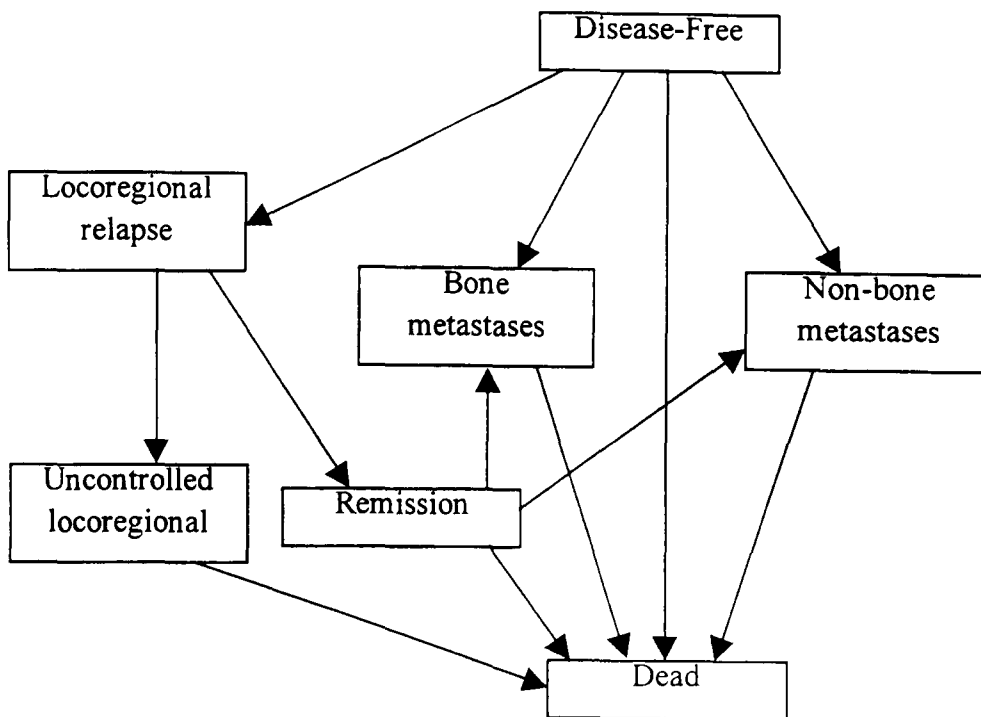 Disease-Free
Locoregional
relapse
Bone
metastases
Non-bone
metastases
Uncontrolled
locoregional
Remission
Dead